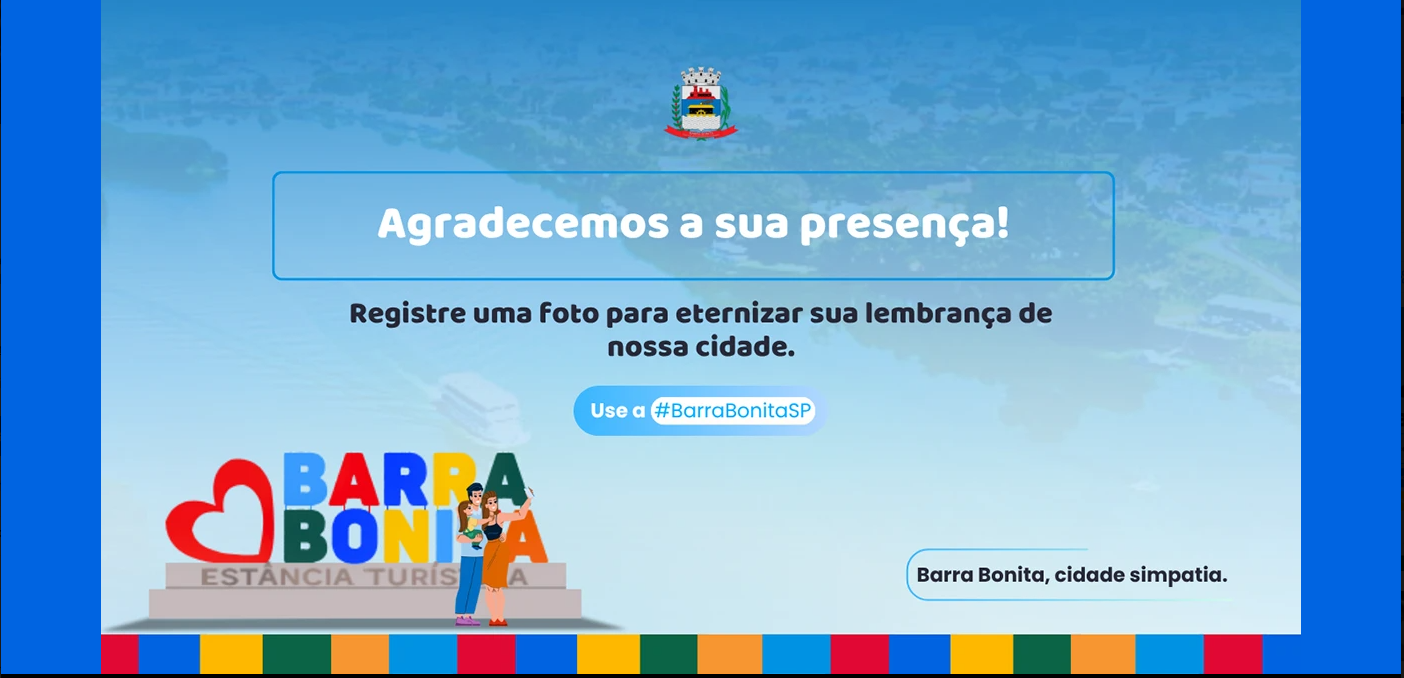 Agradecemos a sua presença!
Registre uma foto para eternizar sua lembrança de
nossa cidade.
Use a #BarraBonitaSP
BARRA
BONITA
ESTÂNCIA TURÍSTICA
Barra Bonita, cidade simpatia.